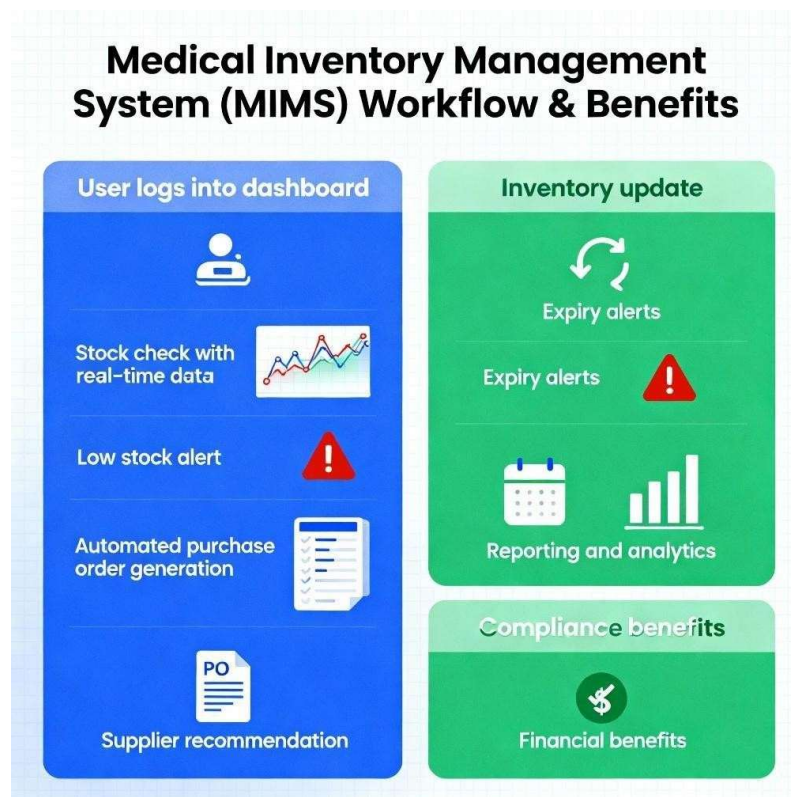 Medical Inventory Management
System (MIMS) Workflow & Benefits
User logs into dashboard
Stock check with
real-time data
Low stock alert
Automated purchase
order generation
PO
Supplier recommendation
Inventory update
Expiry alerts
Expiry alerts
Reporting and analytics
Compliance benefits
$
Financial benefits